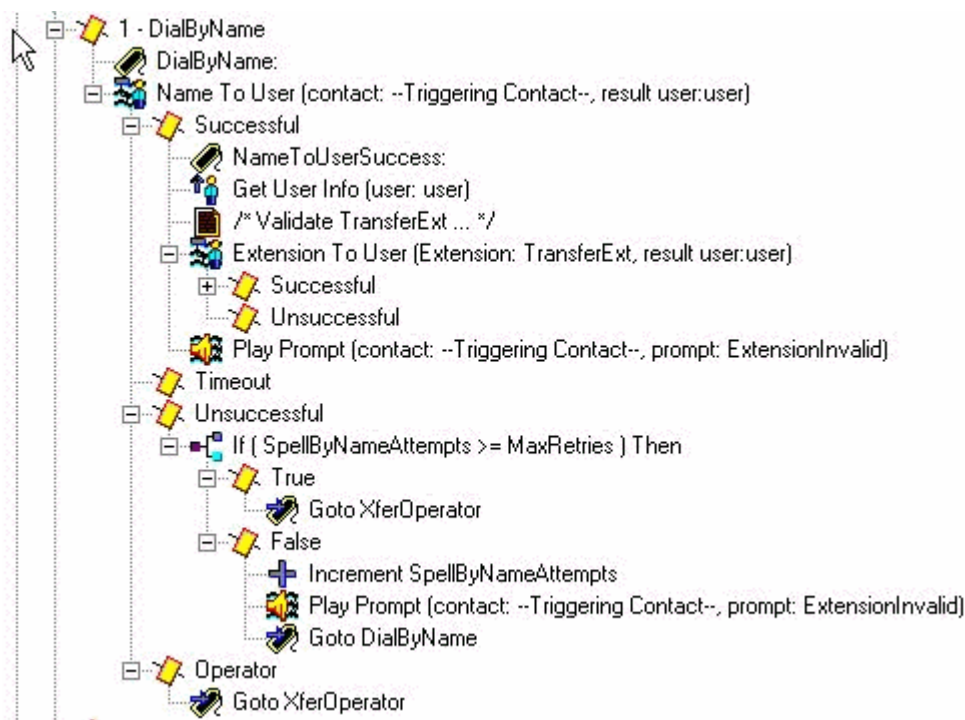 1 - DialByName
DialByName:
Name To User (contact: --Triggering Contact--, result user:user)
Successful
NameToUserSuccess:
Get User Info (user: user)
/* Validate TransferExt ... */
Extension To User (Extension: TransferExt, result user:user)
Successful
Unsuccessful
Play Prompt (contact: --Triggering Contact--, prompt: ExtensionInvalid)
Timeout
Unsuccessful
If ( SpellByNameAttempts >= MaxRetries ) Then
True
Goto XferOperator
False
Increment SpellByNameAttempts
Play Prompt (contact: --Triggering Contact--, prompt: ExtensionInvalid)
Goto DialByName
Operator
Goto XferOperator